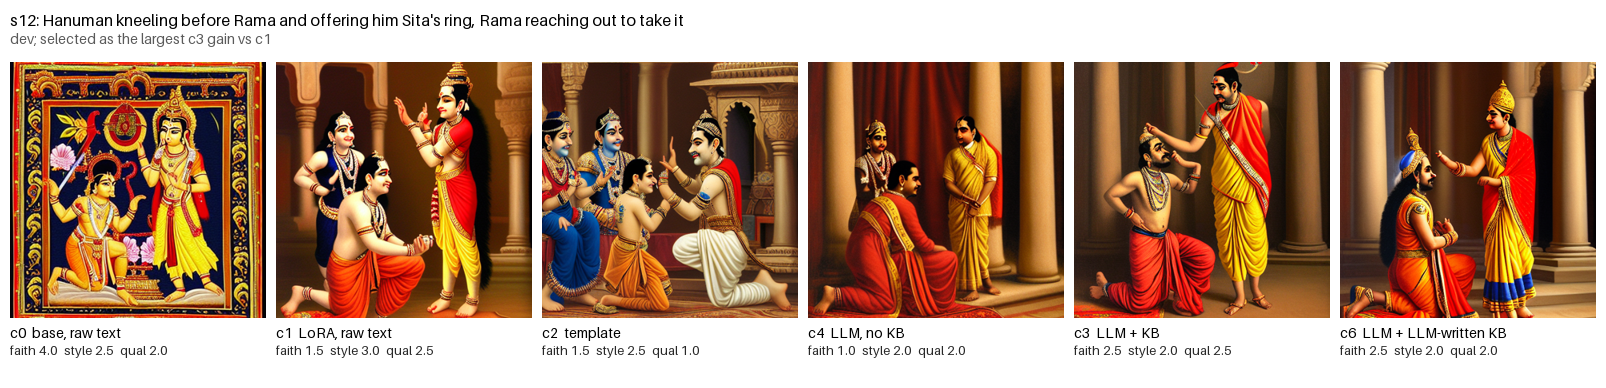 s12: Hanuman kneeling before Rama and offering him Sita's ring, Rama reaching out to take it
dev; selected as the largest c3 gain vs c1
c0 base, raw text
faith 4.0 style 2.5 qual 2.0
c1 LoRA, raw text
faith 1.5 style 3.0 qual 2.5
c2 template
faith 1.5 style 2.5 qual 1.0
c4 LLM, no KB
faith 1.0 style 2.0 qual 2.0
c3 LLM + KB
faith 2.5 style 2.0 qual 2.5
c6 LLM + LLM-written KB
faith 2.5 style 2.0 qual 2.0